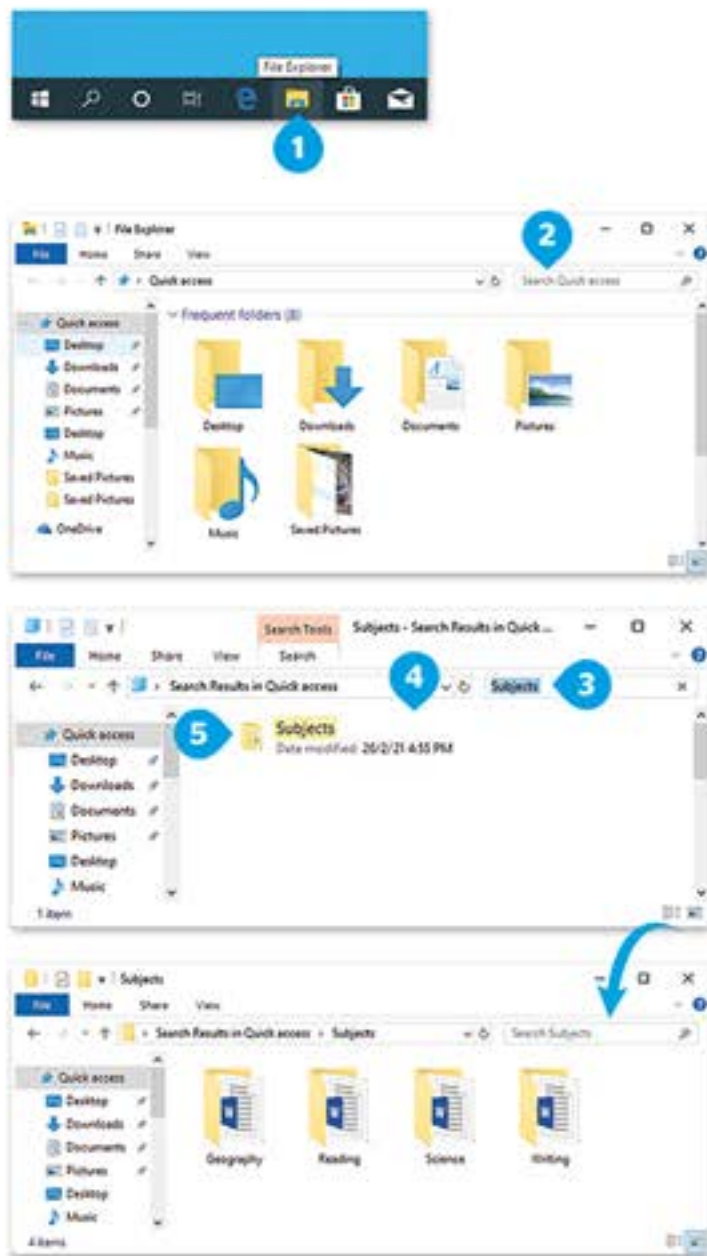 File Explorer
1
File Explorer
2
File Home Share View
Quick access
Search Quick access
Quick access
Desktop
Downloads
Documents
Pictures
Desktop
Music
Saved Pictures
Saved Pictures
OneDrive
Frequent folders (8)
Desktop Downloads Documents Pictures
Music Saved Pictures
Search Tools
Subjects - Search Results in Quick ...
File Home Share View Search
4
3
Search Results in Quick access
Subjects
Quick access
Desktop
Downloads
Documents
Pictures
Desktop
Music
5
Subjects
Date modified: 26/2/21 4:55 PM
1 item
Subjects
File Home Share View
Search Results in Quick access Subjects
Search Subjects
Quick access
Desktop
Downloads
Documents
Pictures
Desktop
Music
Geography Reading Science Writing
4 items